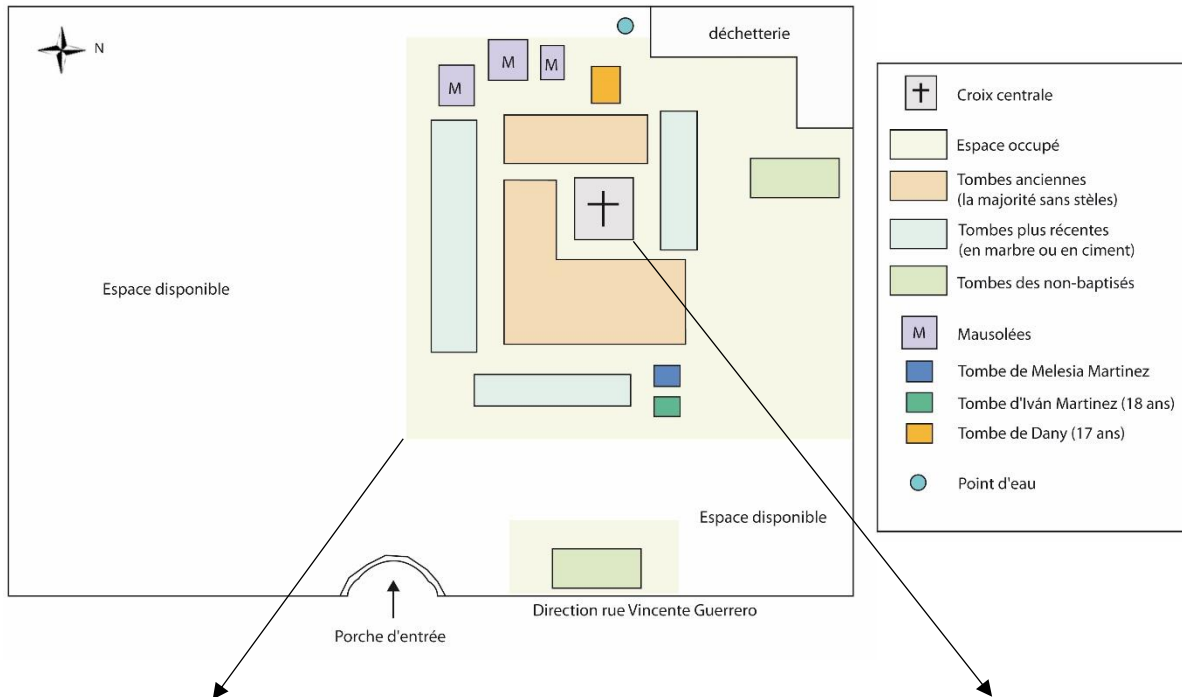 N
déchetterie
M
M
M
Espace disponible
Espace disponible
Direction rue Vincente Guerrero
Porche d'entrée
Croix centrale
Espace occupé
Tombes anciennes
(la majorité sans stèles)
Tombes plus récentes
(en marbre ou en ciment)
Tombes des non-baptisés
M
Mausolées
Tombe de Melesia Martinez
Tombe d'Iván Martinez (18 ans)
Tombe de Dany (17 ans)
Point d'eau